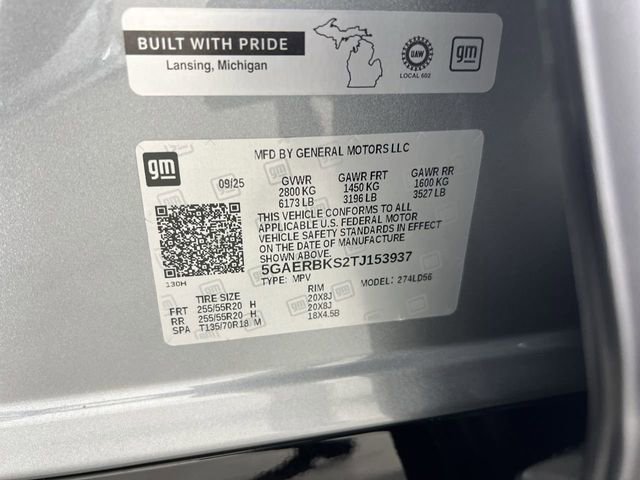 BUILT WITH PRIDE
Lansing, Michigan
UAW
LOCAL 602
gm
gm
MFD BY GENERAL MOTORS LLC
09/25 GVWR GAWR FRT GAWR RR
2800 KG 1450 KG 1600 KG
6173 LB 3196 LB 3527 LB
THIS VEHICLE CONFORMS TO ALL
APPLICABLE U.S. FEDERAL MOTOR
VEHICLE SAFETY STANDARDS IN EFFECT
ON THE DATE OF MANUFACTURE
5GAERBKS2TJ153937
TYPE: MPV MODEL: 274LD56
130H
TIRE SIZE RIM
FRT 255/55R20 H 20X8J
RR 255/55R20 H 20X8J
SPA T135/70R18 M 18X4.5B